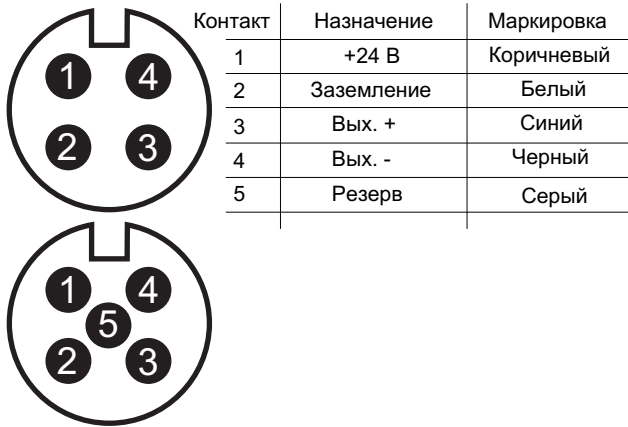 Контакт Назначение Маркировка
1 +24 В Коричневый
2 Заземление Белый
3 Вых. + Синий
4 Вых. - Черный
5 Резерв Серый
1 4
2 3
1 4
5
2 3